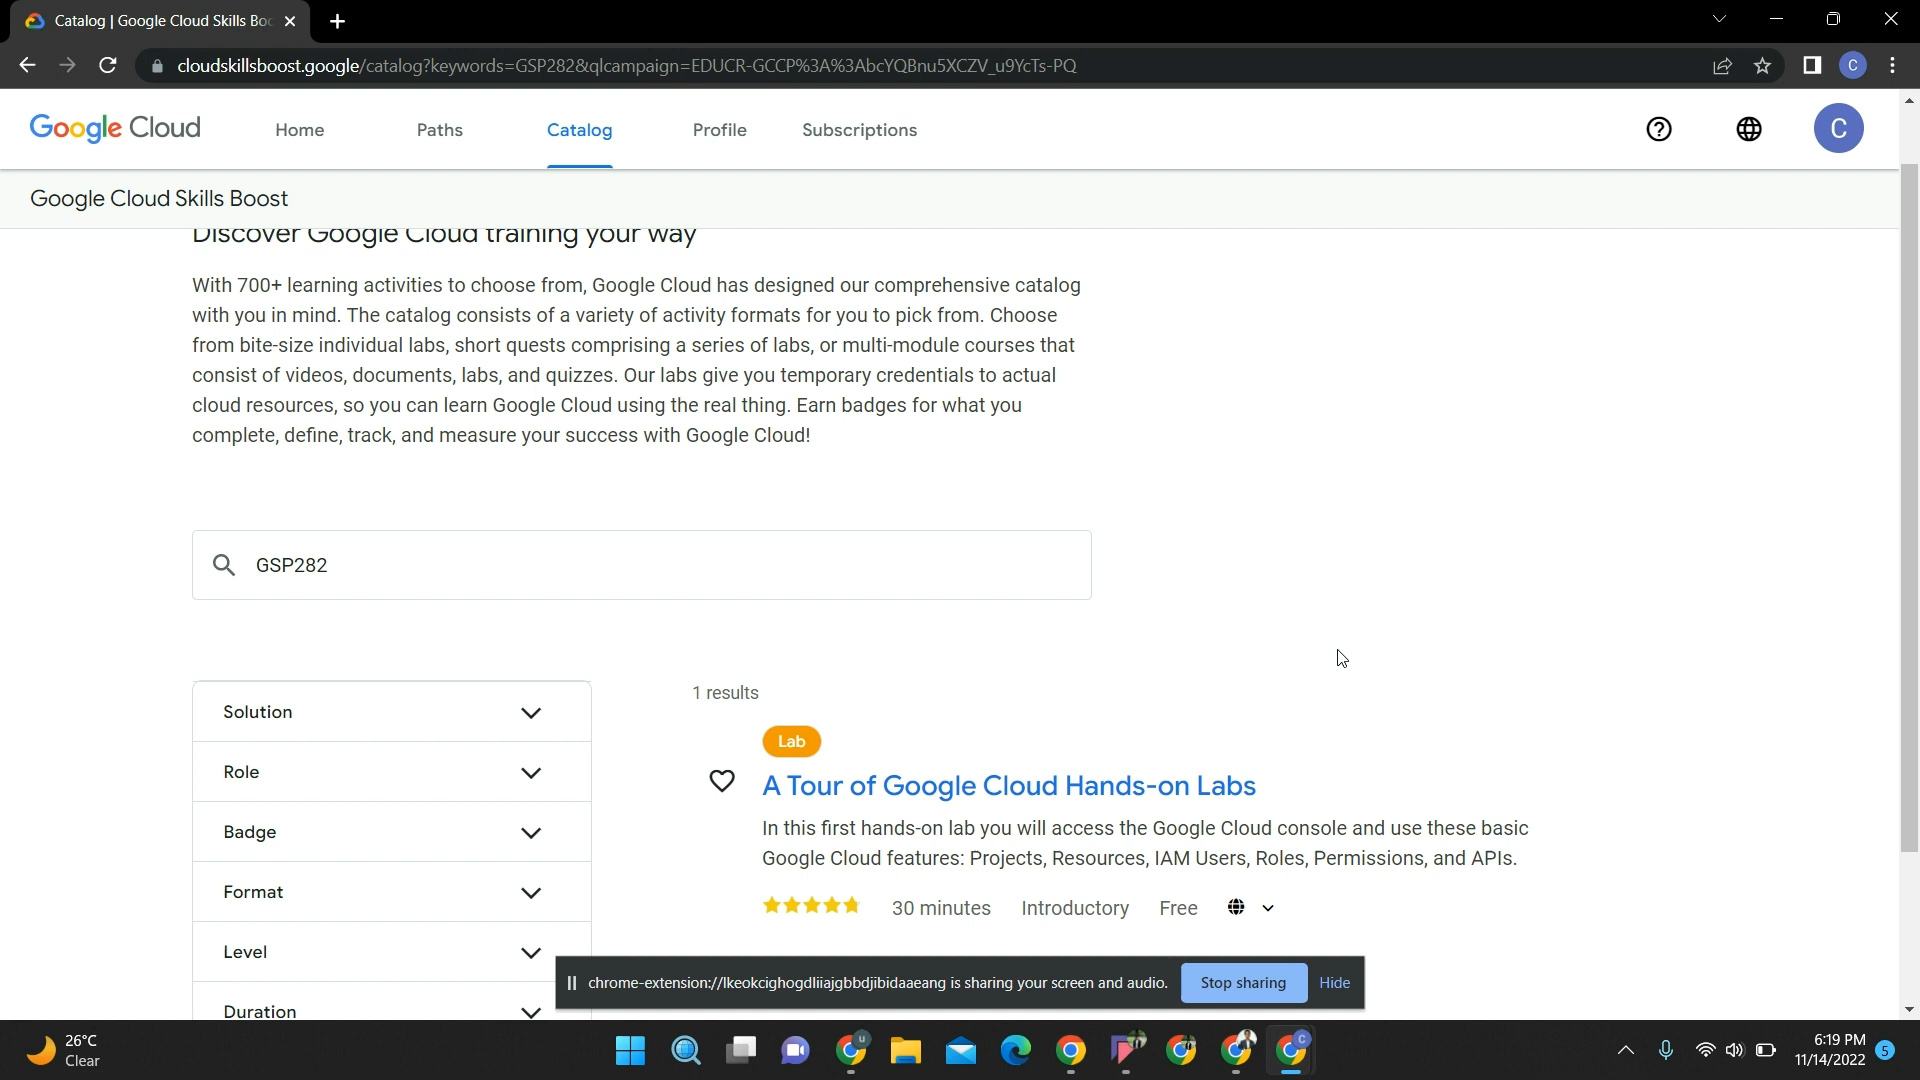 Catalog | Google Cloud Skills Boo
cloudskillsboost.google/catalog?keywords=GSP282&qlcampaign=EDUCR-GCCP%3A%3AbcYQBnu5XCZV_u9YcTs-PQ
C
Google Cloud
Home
Paths
Catalog
Profile
Subscriptions
C
Google Cloud Skills Boost
Discover Google Cloud training your way
With 700+ learning activities to choose from, Google Cloud has designed our comprehensive catalog
with you in mind. The catalog consists of a variety of activity formats for you to pick from. Choose
from bite-size individual labs, short quests comprising a series of labs, or multi-module courses that
consist of videos, documents, labs, and quizzes. Our labs give you temporary credentials to actual
cloud resources, so you can learn Google Cloud using the real thing. Earn badges for what you
complete, define, track, and measure your success with Google Cloud!
GSP282
Solution
Role
Badge
Format
Level
Duration
1 results
Lab
A Tour of Google Cloud Hands-on Labs
In this first hands-on lab you will access the Google Cloud console and use these basic
Google Cloud features: Projects, Resources, IAM Users, Roles, Permissions, and APIs.
30 minutes
Introductory
Free
chrome-extension://lkeokcighogdliiajgbbdjibidaaeang is sharing your screen and audio.
Stop sharing
Hide
26°C
Clear
u
C
6:19 PM
11/14/2022
5